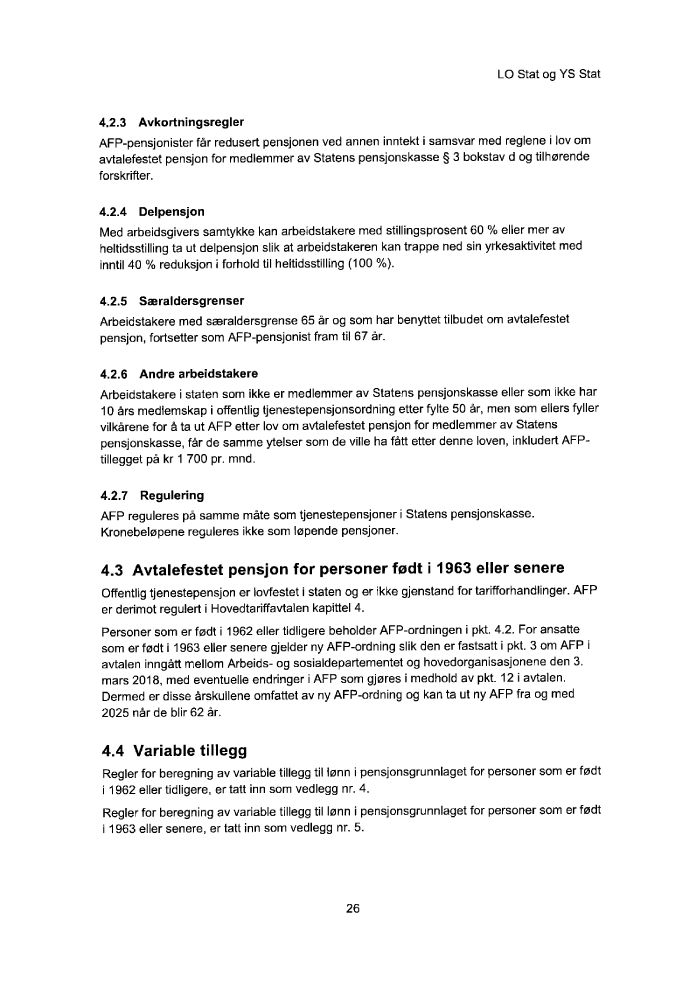 LO Stat og YS Stat
4.2.3 Avkortningsregler
AFP-pensjonister får redusert pensjonen ved annen inntekt i samsvar med reglene i lov om
avtalefestet pensjon for medlemmer av Statens pensjonskasse § 3 bokstav d og tilhørende
forskrifter.
4.2.4 Delpensjon
Med arbeidsgivers samtykke kan arbeidstakere med stillingsprosent 60 % eller mer av
heltidsstilling ta ut delpensjon slik at arbeidstakeren kan trappe ned sin yrkesaktivitet med
inntil 40 % reduksjon i forhold til heltidsstilling (100 %).
4.2.5 Særaldersgrenser
Arbeidstakere med særaldersgrense 65 år og som har benyttet tilbudet om avtalefestet
pensjon, fortsetter som AFP-pensjonist fram til 67 år.
4.2.6 Andre arbeidstakere
Arbeidstakere i staten som ikke er medlemmer av Statens pensjonskasse eller som ikke har
10 års medlemskap i offentlig tjenestepensjonsordning etter fylte 50 år, men som ellers fyller
vilkårene for å ta ut AFP etter lov om avtalefestet pensjon for medlemmer av Statens
pensjonskasse, får de samme ytelser som de ville ha fått etter denne loven, inkludert AFP-
tillegget på kr 1 700 pr. mnd.
4.2.7 Regulering
AFP reguleres på samme måte som tjenestepensjoner i Statens pensjonskasse.
Kronebeløpene reguleres ikke som løpende pensjoner.
4.3 Avtalefestet pensjon for personer født i 1963 eller senere
Offentlig tjenestepensjon er lovfestet i staten og er ikke gjenstand for tarifforhandlinger. AFP
er derimot regulert i Hovedtariffavtalen kapittel 4.
Personer som er født i 1962 eller tidligere beholder AFP-ordningen i pkt. 4.2. For ansatte
som er født i 1963 eller senere gjelder ny AFP-ordning slik den er fastsatt i pkt. 3 om AFP i
avtalen inngått mellom Arbeids- og sosialdepartementet og hovedorganisasjonene den 3.
mars 2018, med eventuelle endringer i AFP som gjøres i medhold av pkt. 12 i avtalen.
Dermed er disse årskullene omfattet av ny AFP-ordning og kan ta ut ny AFP fra og med
2025 når de blir 62 år.
4.4 Variable tillegg
Regler for beregning av variable tillegg til lønn i pensjonsgrunnlaget for personer som er født
i 1962 eller tidligere, er tatt inn som vedlegg nr. 4.
Regler for beregning av variable tillegg til lønn i pensjonsgrunnlaget for personer som er født
i 1963 eller senere, er tatt inn som vedlegg nr. 5.
26